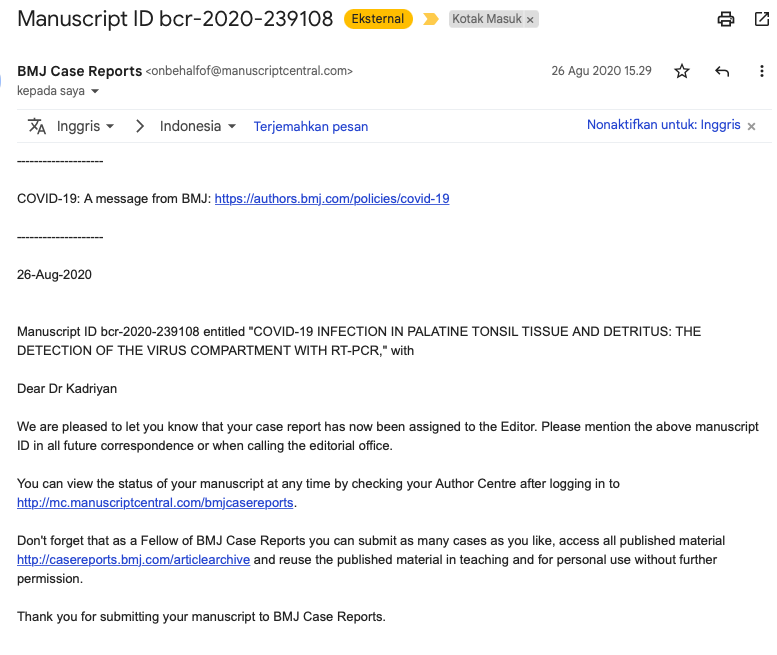 Manuscript ID bcr-2020-239108 Eksternal Kotak Masuk ×
BMJ Case Reports <onbehalfof@manuscriptcentral.com> 26 Agu 2020 15.29
kepada saya
Inggris > Indonesia Terjemahkan pesan Nonaktifkan untuk: Inggris ×
--------------------
COVID-19: A message from BMJ: https://authors.bmj.com/policies/covid-19
--------------------
26-Aug-2020
Manuscript ID bcr-2020-239108 entitled "COVID-19 INFECTION IN PALATINE TONSIL TISSUE AND DETRITUS: THE
DETECTION OF THE VIRUS COMPARTMENT WITH RT-PCR," with
Dear Dr Kadriyan
We are pleased to let you know that your case report has now been assigned to the Editor. Please mention the above manuscript
ID in all future correspondence or when calling the editorial office.
You can view the status of your manuscript at any time by checking your Author Centre after logging in to
http://mc.manuscriptcentral.com/bmjcasereports.
Don't forget that as a Fellow of BMJ Case Reports you can submit as many cases as you like, access all published material
http://casereports.bmj.com/articlearchive and reuse the published material in teaching and for personal use without further
permission.
Thank you for submitting your manuscript to BMJ Case Reports.